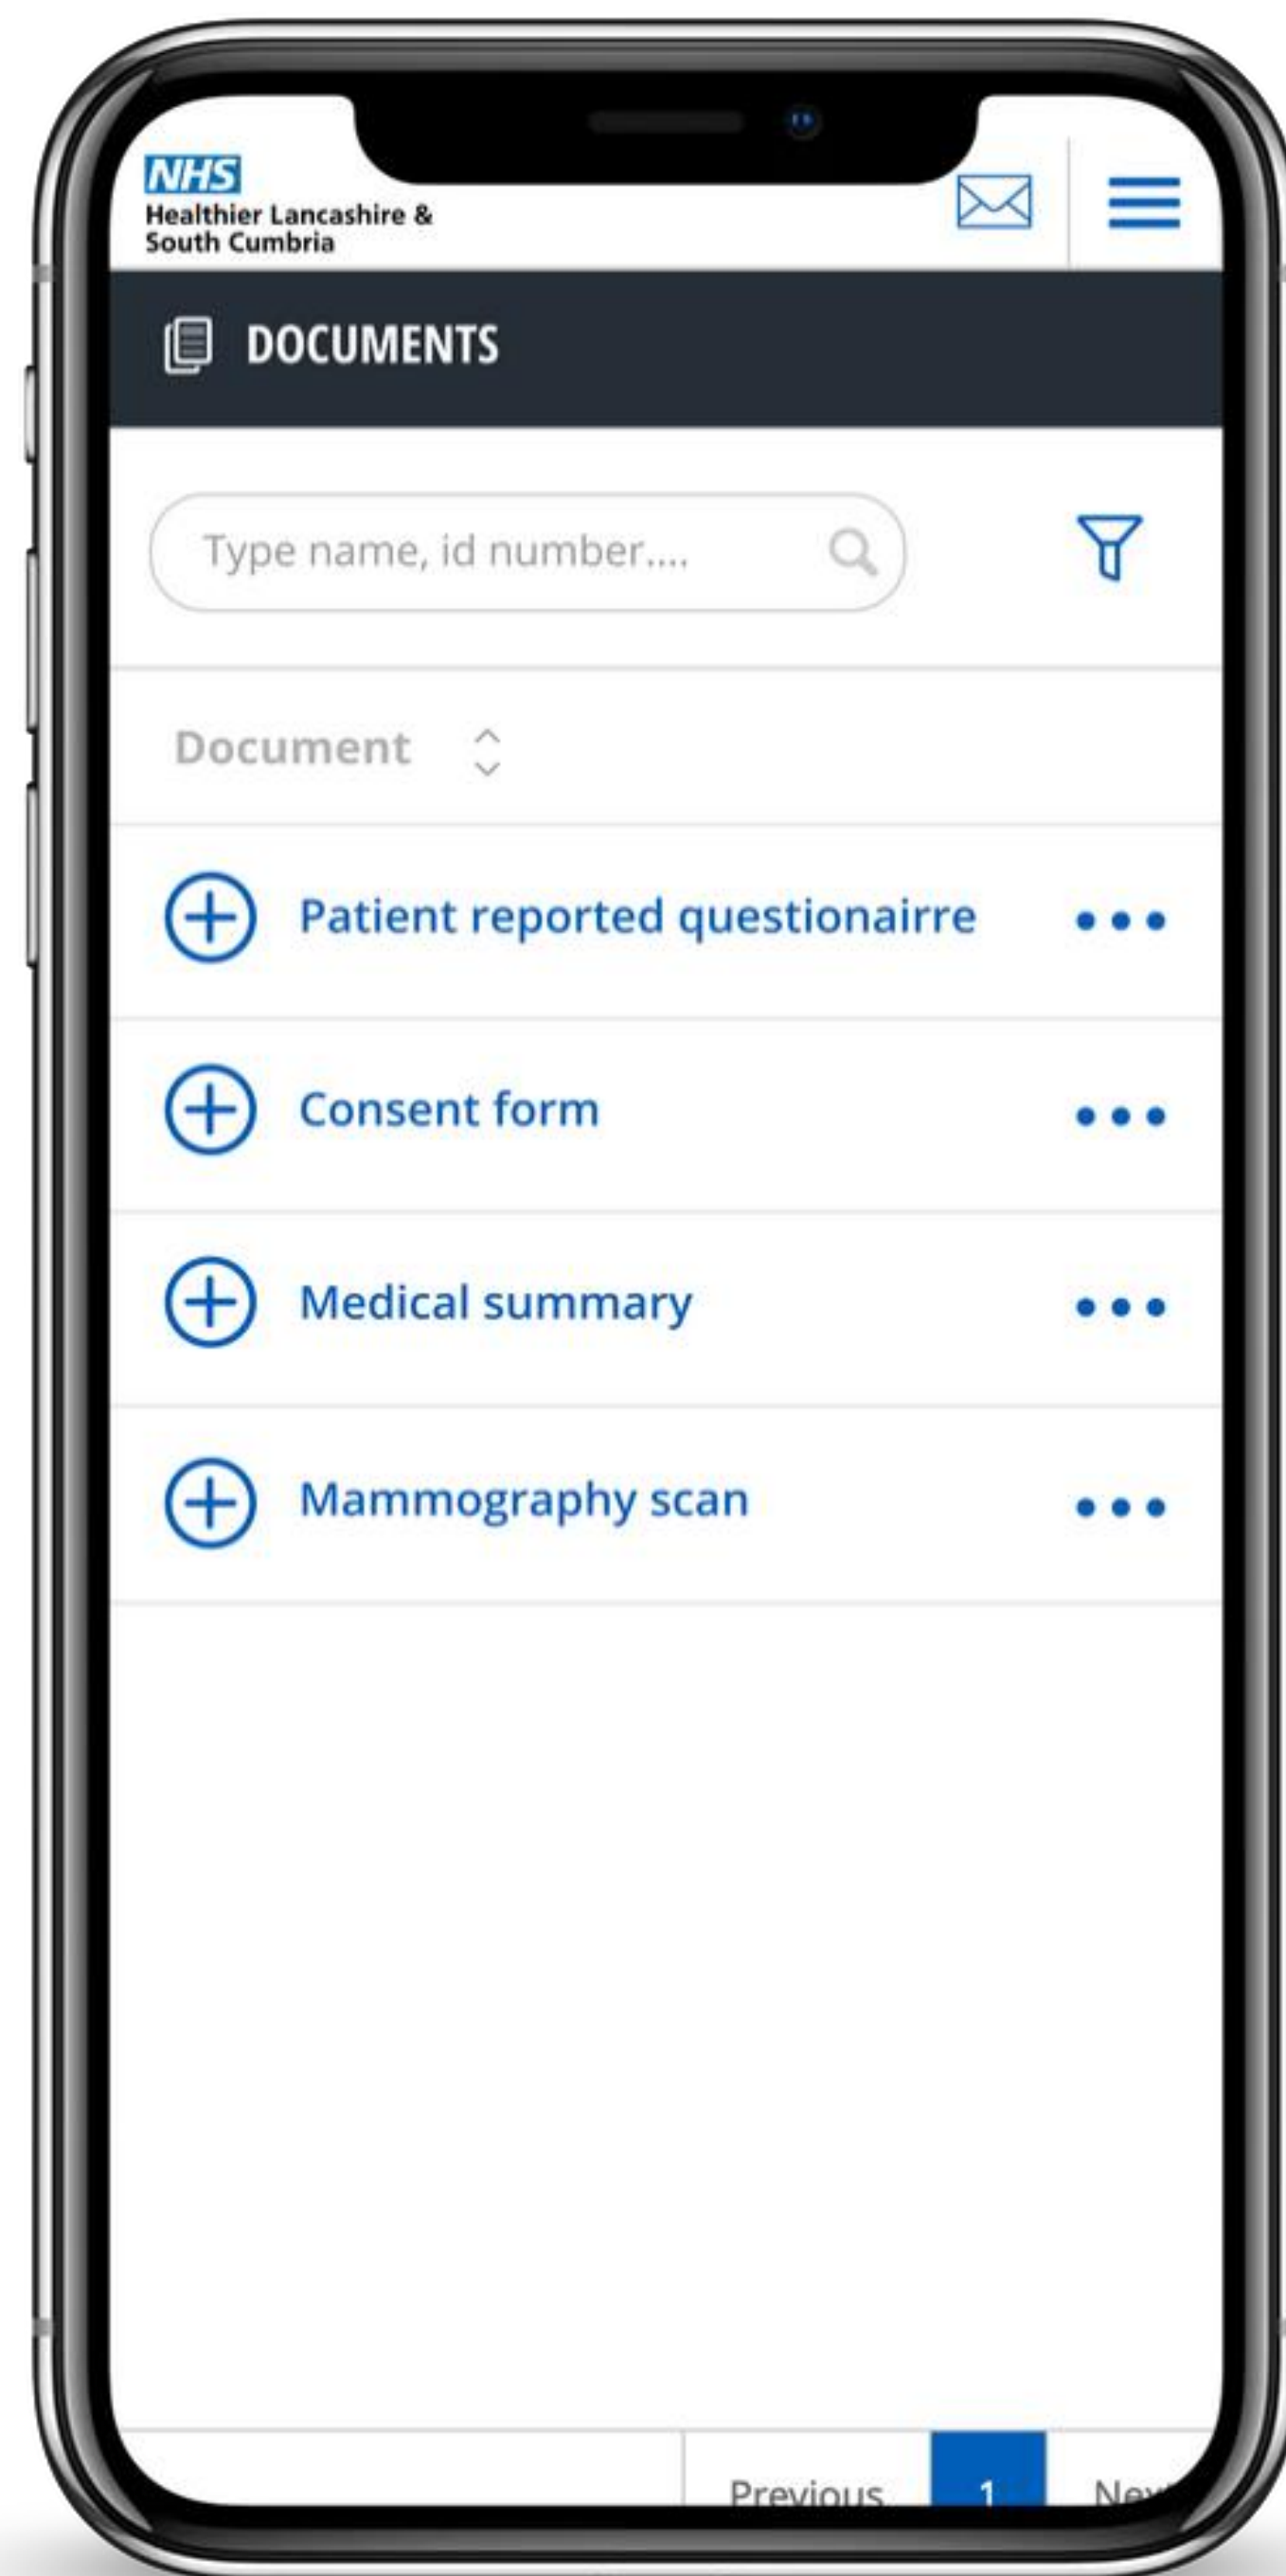 NHS
Healthier Lancashire &
South Cumbria
DOCUMENTS
Type name, id number....
Document
Patient reported questionairre
Consent form
Medical summary
Mammography scan
Previous 1